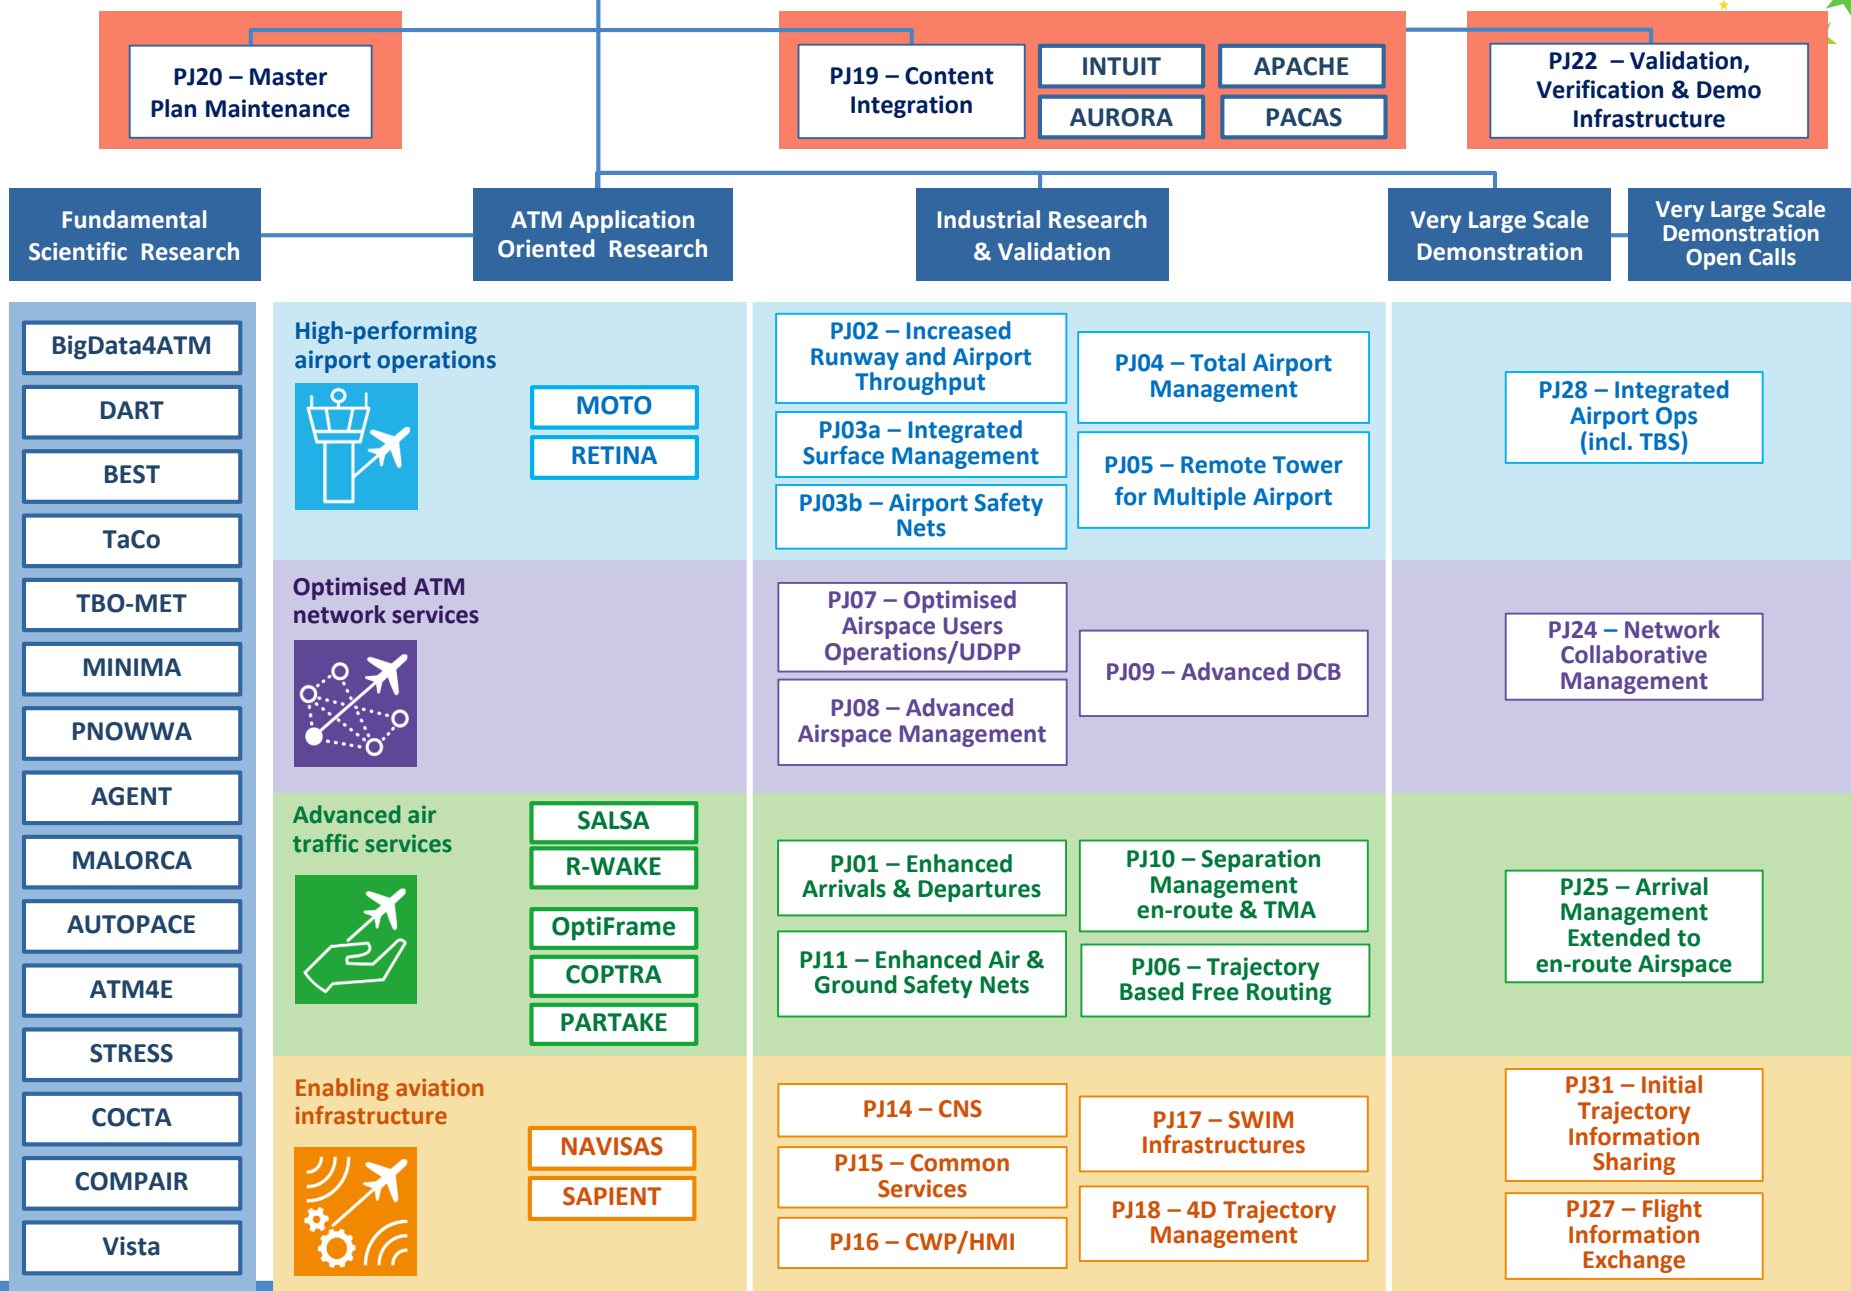 PJ20 – Master
Plan Maintenance
PJ19 – Content
Integration
INTUIT
APACHE
AURORA
PACAS
PJ22 – Validation,
Verification & Demo
Infrastructure
Fundamental
Scientific Research
ATM Application
Oriented Research
Industrial Research
& Validation
Very Large Scale
Demonstration
Very Large Scale
Demonstration
Open Calls
BigData4ATM
DART
BEST
TaCo
TBO-MET
MINIMA
PNOWWA
AGENT
MALORCA
AUTOPACE
ATM4E
STRESS
COCTA
COMPAIR
Vista
High-performing
airport operations
MOTO
RETINA
PJ02 – Increased
Runway and Airport
Throughput
PJ03a – Integrated
Surface Management
PJ03b – Airport Safety
Nets
PJ04 – Total Airport
Management
PJ05 – Remote Tower
for Multiple Airport
PJ28 – Integrated
Airport Ops
(incl. TBS)
Optimised ATM
network services
PJ07 – Optimised
Airspace Users
Operations/UDPP
PJ08 – Advanced
Airspace Management
PJ09 – Advanced DCB
PJ24 – Network
Collaborative
Management
Advanced air
traffic services
SALSA
R-WAKE
OptiFrame
COPTRA
PARTAKE
PJ01 – Enhanced
Arrivals & Departures
PJ11 – Enhanced Air &
Ground Safety Nets
PJ10 – Separation
Management
en-route & TMA
PJ06 – Trajectory
Based Free Routing
PJ25 – Arrival
Management
Extended to
en-route Airspace
Enabling aviation
infrastructure
NAVISAS
SAPIENT
PJ14 – CNS
PJ15 – Common
Services
PJ16 – CWP/HMI
PJ17 – SWIM
Infrastructures
PJ18 – 4D Trajectory
Management
PJ31 – Initial
Trajectory
Information
Sharing
PJ27 – Flight
Information
Exchange